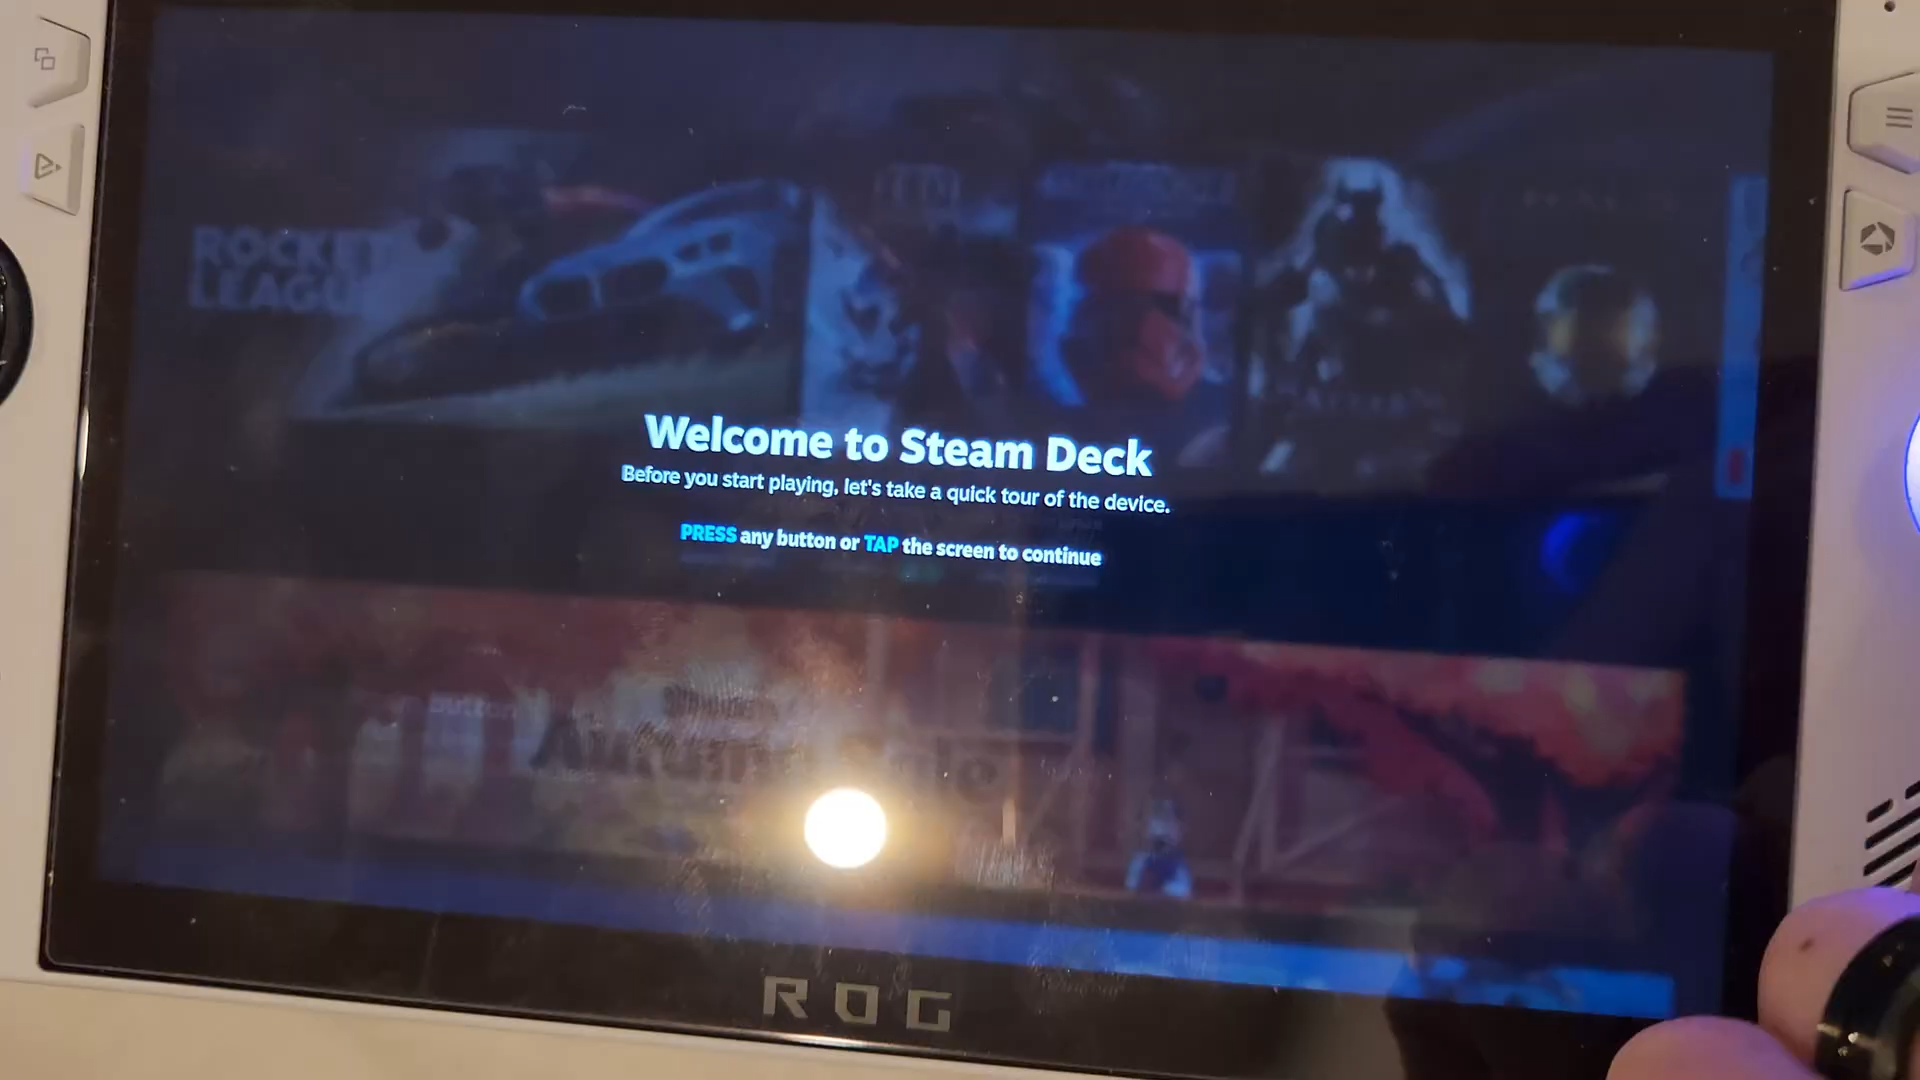 ROCKET
LEAGUE
Welcome to Steam Deck
Before you start playing, let's take a quick tour of the device.
PRESS any button or TAP the screen to continue
button
ROG